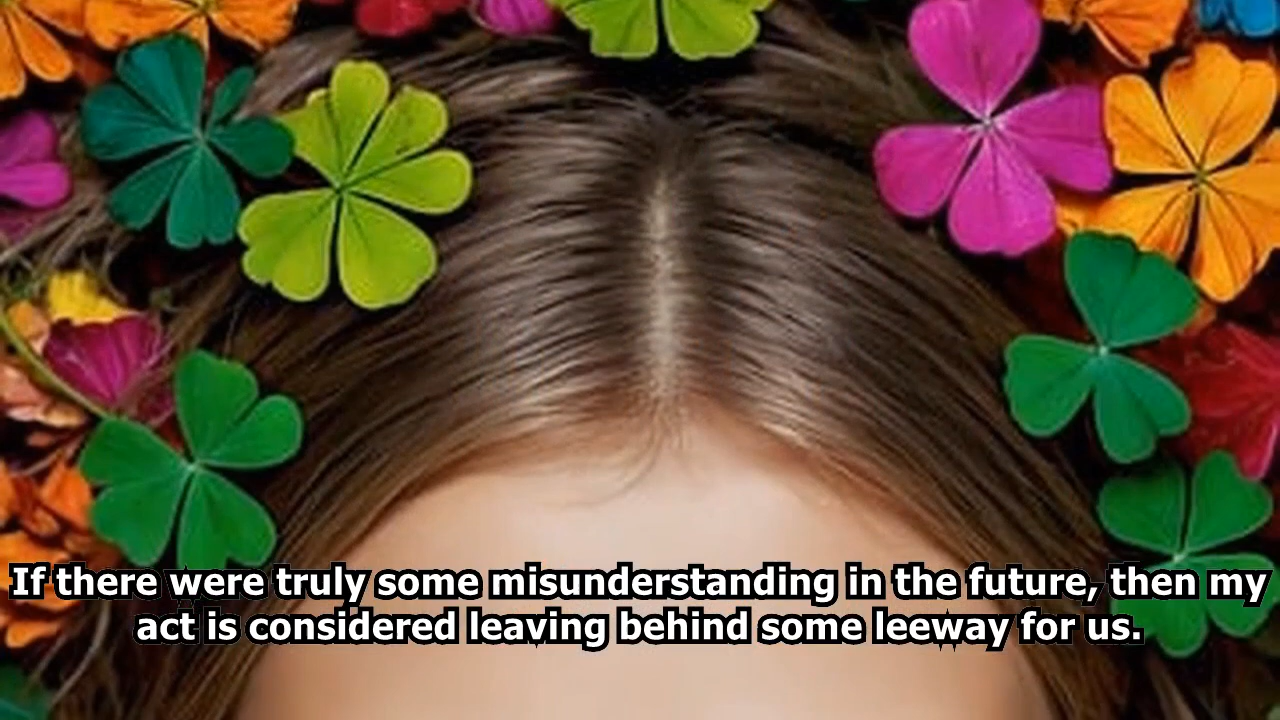 If there were truly some misunderstanding in the future, then my
act is considered leaving behind some leeway for us.